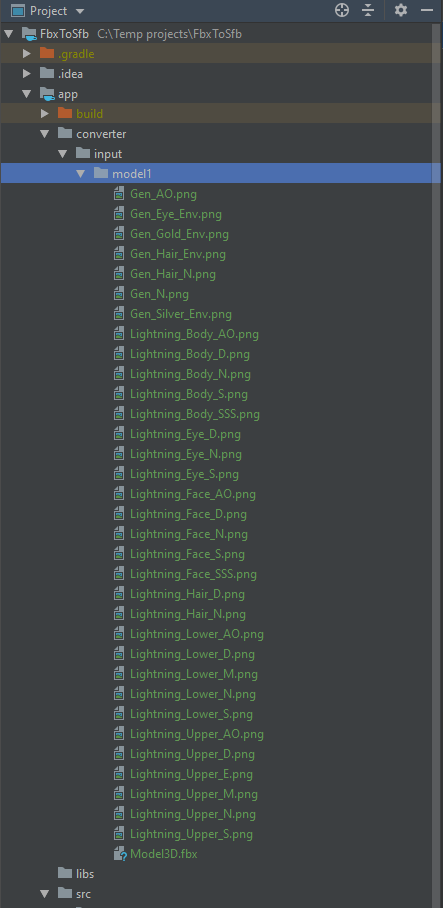 Project
FbxToSfb C:\Temp projects\FbxToSfb
.gradle
.idea
app
build
converter
input
model1
Gen_AO.png
Gen_Eye_Env.png
Gen_Gold_Env.png
Gen_Hair_Env.png
Gen_Hair_N.png
Gen_N.png
Gen_Silver_Env.png
Lightning_Body_AO.png
Lightning_Body_D.png
Lightning_Body_N.png
Lightning_Body_S.png
Lightning_Body_SSS.png
Lightning_Eye_D.png
Lightning_Eye_N.png
Lightning_Eye_S.png
Lightning_Face_AO.png
Lightning_Face_D.png
Lightning_Face_N.png
Lightning_Face_S.png
Lightning_Face_SSS.png
Lightning_Hair_D.png
Lightning_Hair_N.png
Lightning_Lower_AO.png
Lightning_Lower_D.png
Lightning_Lower_M.png
Lightning_Lower_N.png
Lightning_Lower_S.png
Lightning_Upper_AO.png
Lightning_Upper_D.png
Lightning_Upper_E.png
Lightning_Upper_M.png
Lightning_Upper_N.png
Lightning_Upper_S.png
Model3D.fbx
libs
src